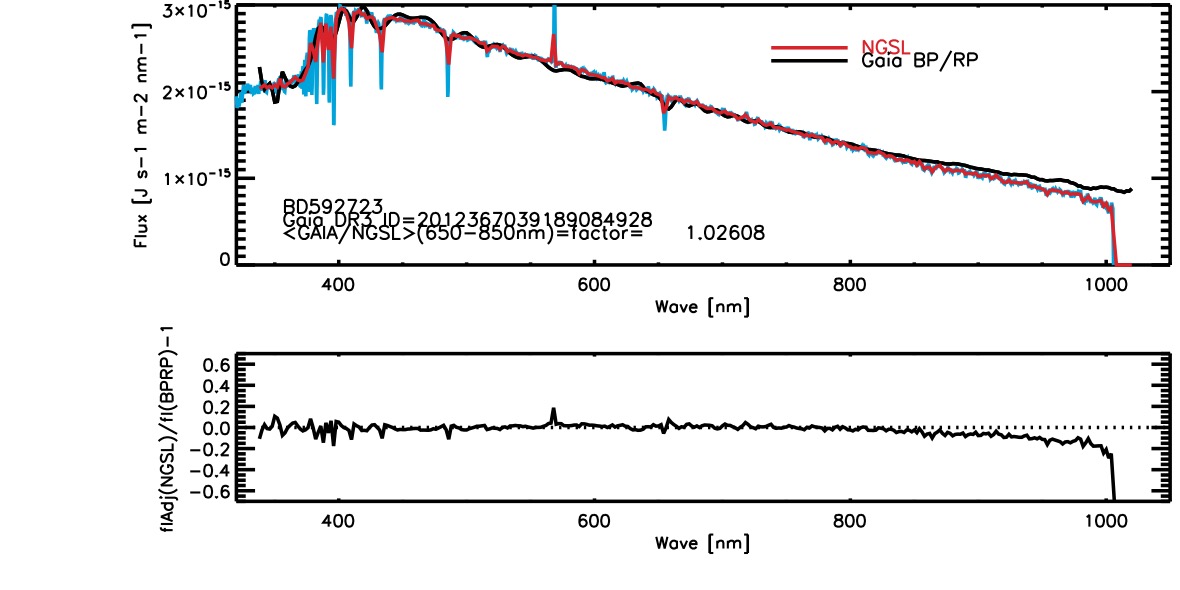 3×10−15
2×10−15
1×10−15
0
Flux [J s−1 m−2 nm−1]
NGSL
Gaia BP/RP
BD592723
Gaia DR3 ID=2012367039189084928
<GAIA/NGSL>(650−850nm)=factor= 1.02608
400 600 800 1000
Wave [nm]
0.6
0.4
0.2
0.0
−0.2
−0.4
−0.6
flAdj(NGSL)/fl(BPRP)−1
400 600 800 1000
Wave [nm]